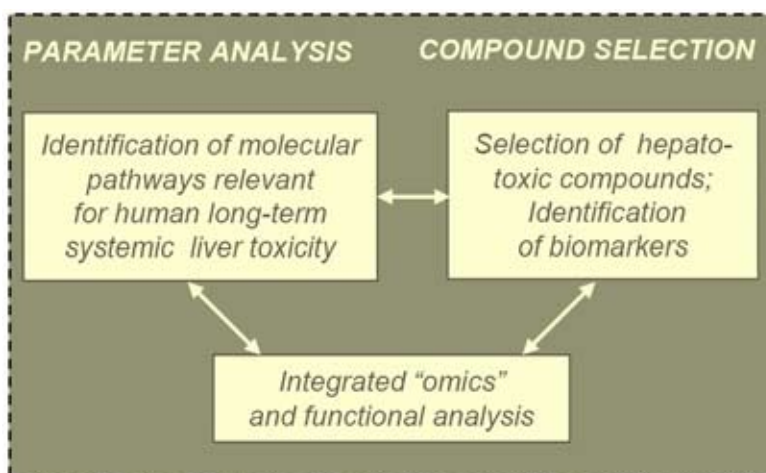 PARAMETER ANALYSIS
COMPOUND SELECTION
Identification of molecular
pathways relevant
for human long-term
systemic liver toxicity
Selection of hepato-
toxic compounds;
Identification
of biomarkers
Integrated “omics”
and functional analysis